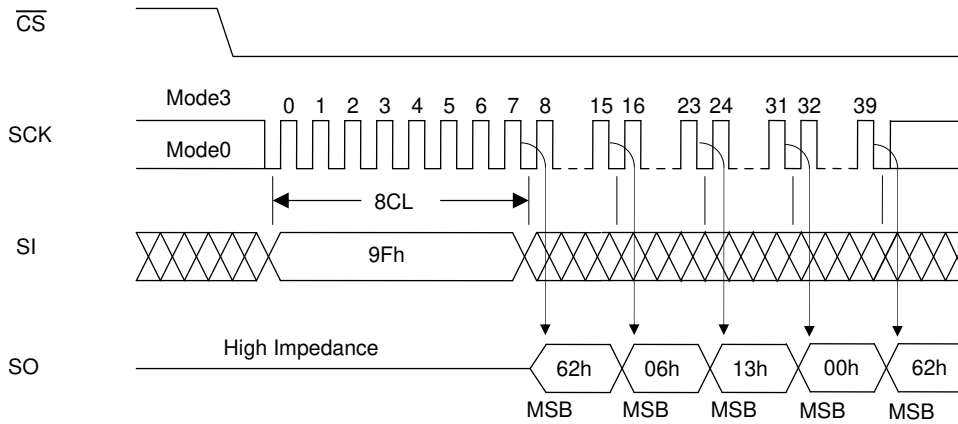 CS
Mode3
0 1 2 3 4 5 6 7 8 15 16 23 24 31 32 39
SCK
Mode0
8CL
SI
9Fh
High Impedance
SO
62h 06h 13h 00h 62h
MSB MSB MSB MSB MSB